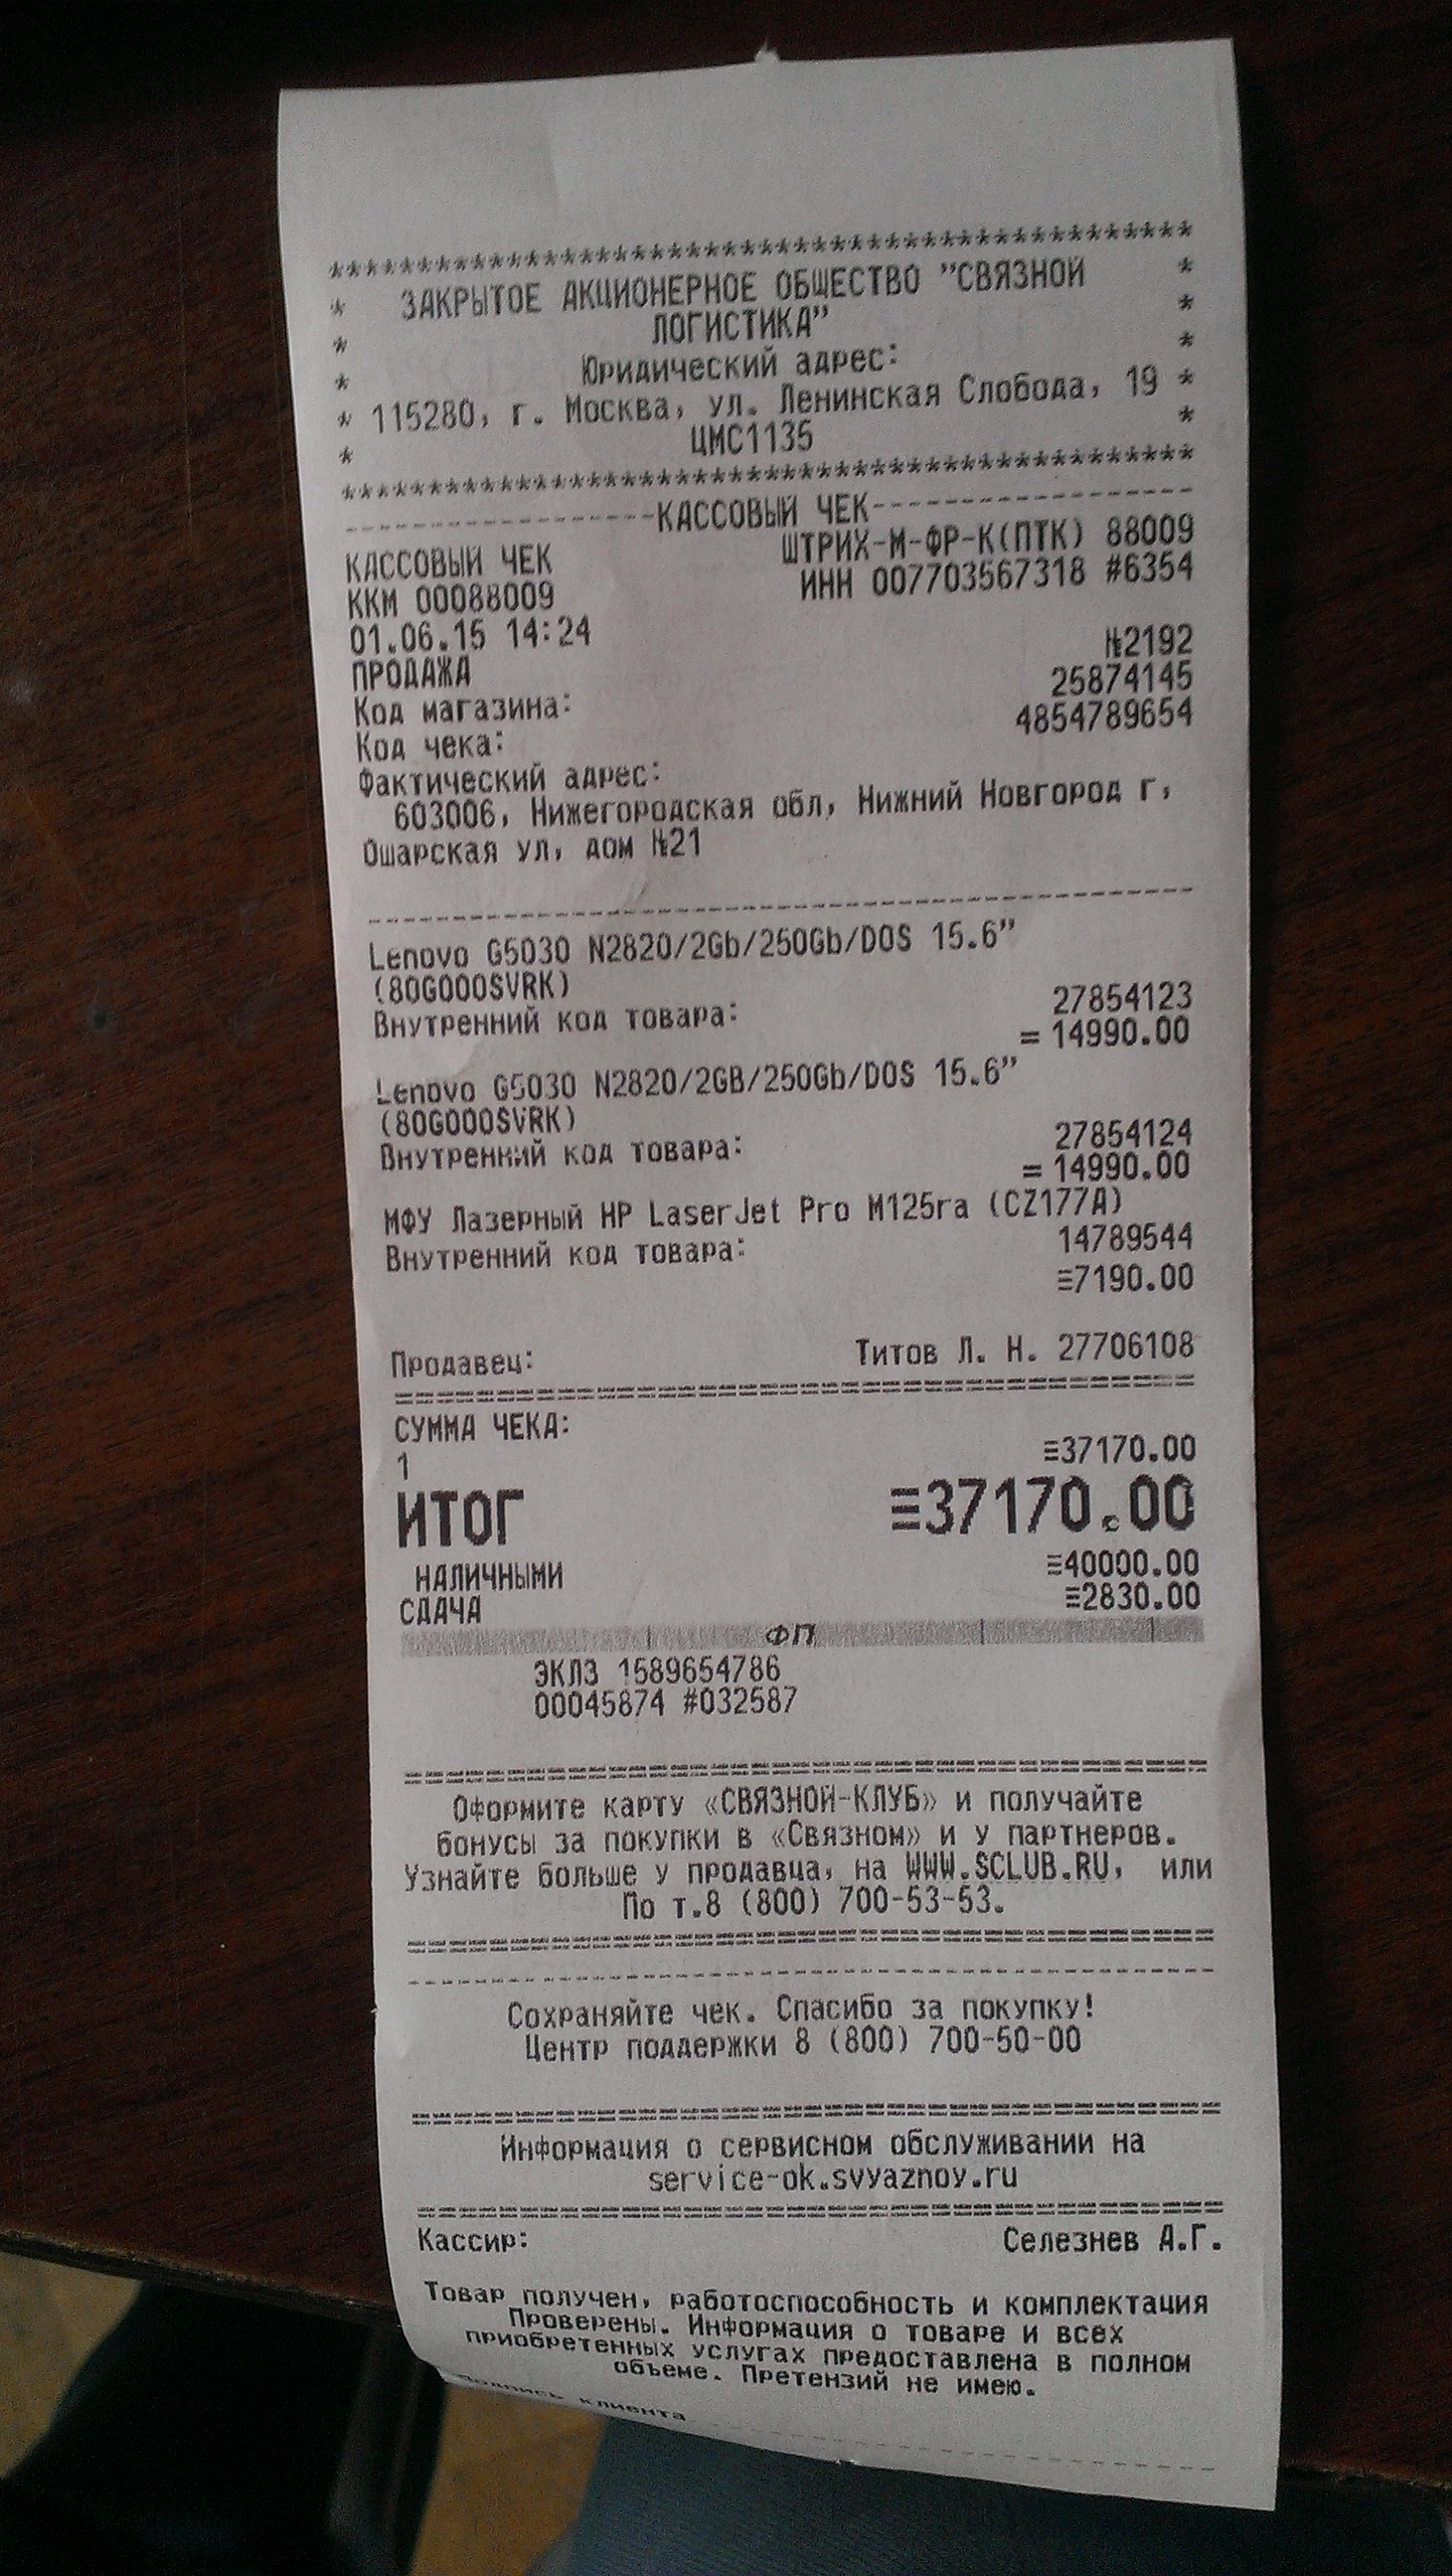 ******************************************
* ЗАКРЫТОЕ АКЦИОНЕРНОЕ ОБЩЕСТВО "СВЯЗНОЙ *
* ЛОГИСТИКА" *
* Юридический адрес: *
* 115280, г. Москва, ул. Ленинская Слобода, 19 *
* ЦМС1135 *
******************************************
------------------КАССОВЫЙ ЧЕК------------------
КАССОВЫЙ ЧЕК ШТРИХ-М-ФР-К(ПТК) 88009
ККМ 00088009 ИНН 007703567318 #6354
01.06.15 14:24
ПРОДАЖА №2192
Код магазина: 25874145
Код чека: 4854789654
Фактический адрес:
603006, Нижегородская обл, Нижний Новгород г,
Ошарская ул, дом №21
Lenovo G5030 N2820/2Gb/250Gb/DOS 15.6"
(80G000SVRK)
Внутренний код товара: 27854123
= 14990.00
Lenovo G5030 N2820/2GB/250Gb/DOS 15.6"
(80G000SVRK)
Внутренний код товара: 27854124
= 14990.00
МФУ Лазерный HP LaserJet Pro M125ra (CZ177A)
Внутренний код товара: 14789544
≡7190.00
Продавец: Титов Л. Н. 27706108
СУММА ЧЕКА:
1 ≡37170.00
ИТОГ ≡37170.00
НАЛИЧНЫМИ ≡40000.00
СДАЧА ≡2830.00
ФП
ЭКЛЗ 1589654786
00045874 #032587
Оформите карту «СВЯЗНОЙ-КЛУБ» и получайте
бонусы за покупки в «Связном» и у партнеров.
Узнайте больше у продавца, на WWW.SCLUB.RU, или
По т.8 (800) 700-53-53.
Сохраняйте чек. Спасибо за покупку!
Центр поддержки 8 (800) 700-50-00
Информация о сервисном обслуживании на
service-ok.svyaznoy.ru
Кассир: Селезнев А.Г.
Товар получен, работоспособность и комплектация
Проверены. Информация о товаре и всех
приобретенных услугах предоставлена в полном
объеме. Претензий не имею.
Подпись клиента